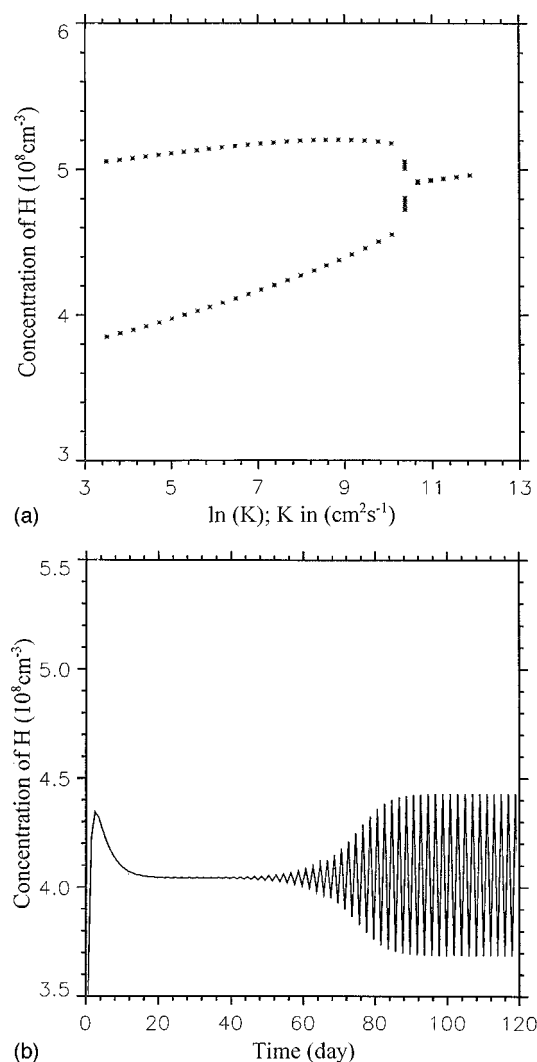 6
5
4
3
Concentration of H (10⁸cm⁻³)
3 5 7 9 11 13
(a) ln (K); K in (cm²s⁻¹)
5.5
5.0
4.5
4.0
3.5
Concentration of H (10⁸cm⁻³)
0 20 40 60 80 100 120
(b) Time (day)